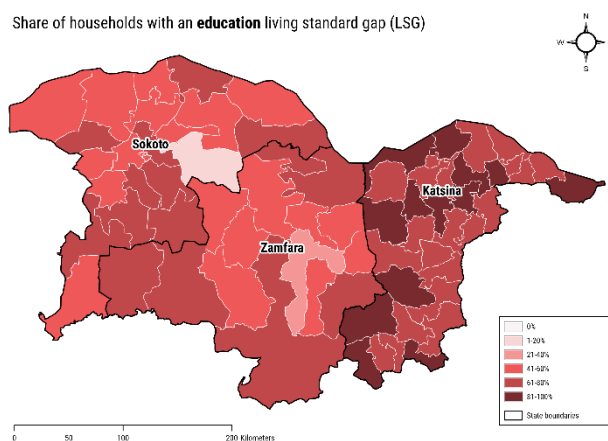 Share of households with an education living standard gap (LSG)
N
W
E
S
Sokoto
Katsina
Zamfara
0%
1-20%
21-40%
41-60%
61-80%
81-100%
State boundaries
0 50 100 200 Kilometers